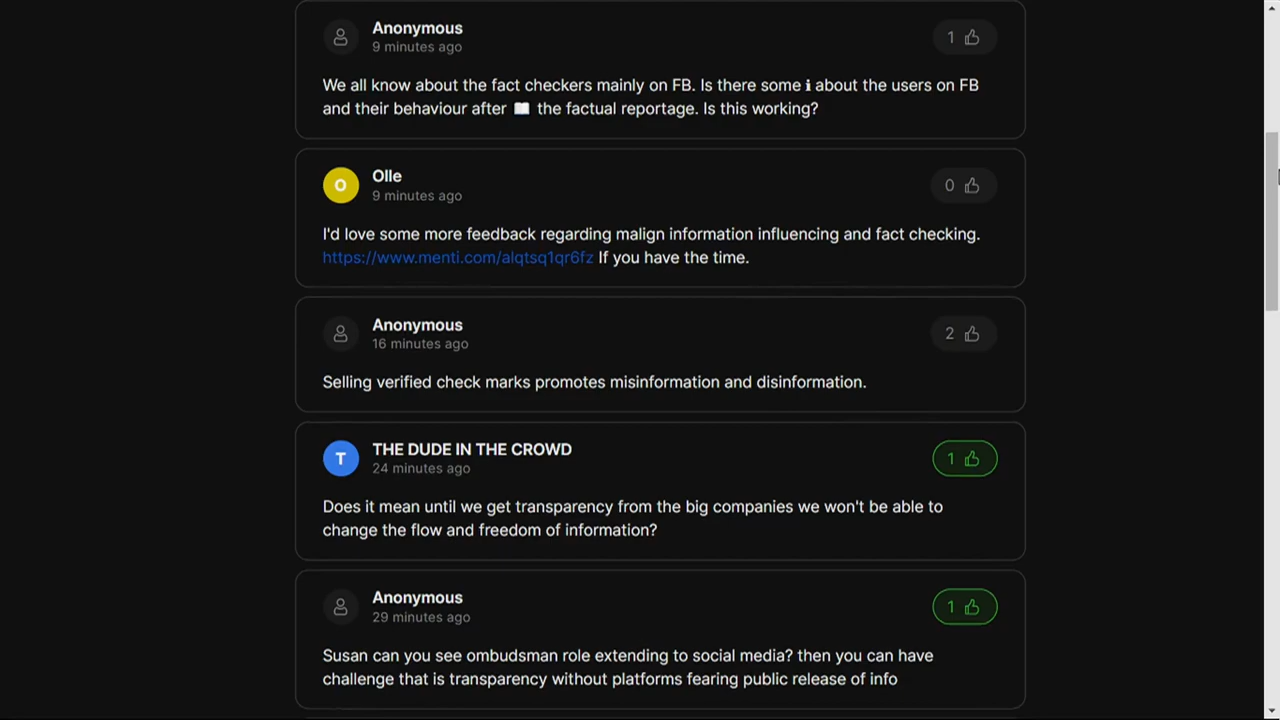 Anonymous
9 minutes ago
1
We all know about the fact checkers mainly on FB. Is there some ℹ about the users on FB
and their behaviour after 📖 the factual reportage. Is this working?
O
Olle
9 minutes ago
0
I'd love some more feedback regarding malign information influencing and fact checking.
https://www.menti.com/alqtsq1qr6fz If you have the time.
Anonymous
16 minutes ago
2
Selling verified check marks promotes misinformation and disinformation.
T
THE DUDE IN THE CROWD
24 minutes ago
1
Does it mean until we get transparency from the big companies we won't be able to
change the flow and freedom of information?
Anonymous
29 minutes ago
1
Susan can you see ombudsman role extending to social media? then you can have
challenge that is transparency without platforms fearing public release of info